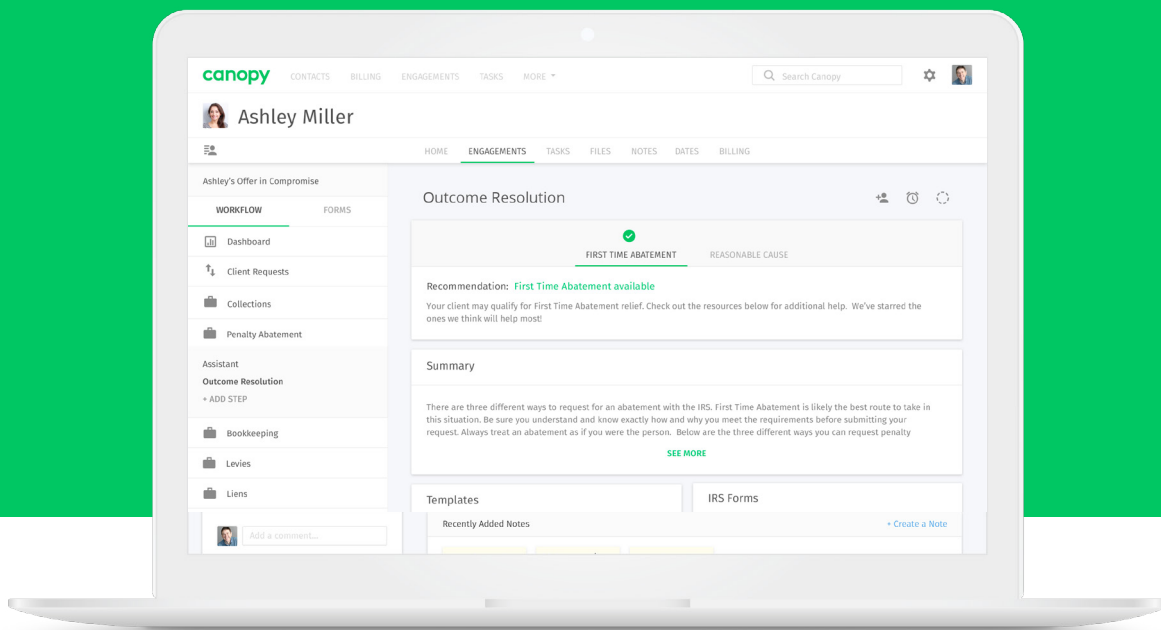 canopy CONTACTS BILLING ENGAGEMENTS TASKS MORE Search Canopy
Ashley Miller
HOME ENGAGEMENTS TASKS FILES NOTES DATES BILLING
Ashley's Offer in Compromise
WORKFLOW FORMS
Dashboard
Client Requests
Collections
Penalty Abatement
Assistant
Outcome Resolution
+ ADD STEP
Bookkeeping
Levies
Liens
Add a comment...
Outcome Resolution
FIRST TIME ABATEMENT REASONABLE CAUSE
Recommendation: First Time Abatement available
Your client may qualify for First Time Abatement relief. Check out the resources below for additional help. We've starred the
ones we think will help most!
Summary
There are three different ways to request for an abatement with the IRS. First Time Abatement is likely the best route to take in
this situation. Be sure you understand and know exactly how and why you meet the requirements before submitting your
request. Always treat an abatement as if you were the person. Below are the three different ways you can request penalty
SEE MORE
Templates IRS Forms
Recently Added Notes + Create a Note